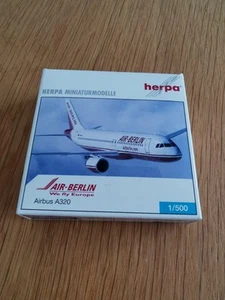 HERPA MINIATURMODELLE
herpa
AIR-BERLIN
AIR-BERLIN
We fly Europe
Airbus A320
1/500